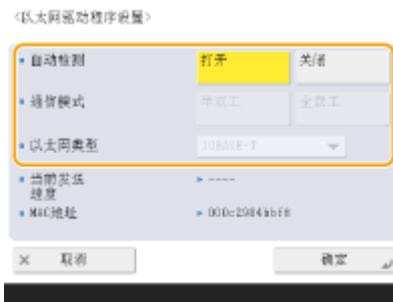 <以太网驱动程序设置>
自动检测 打开 关闭
通信模式 半双工 全双工
以太网类型 10BASE-T
当前发送 ----
速度
MAC地址 000c2984bbf8
× 取消 确定